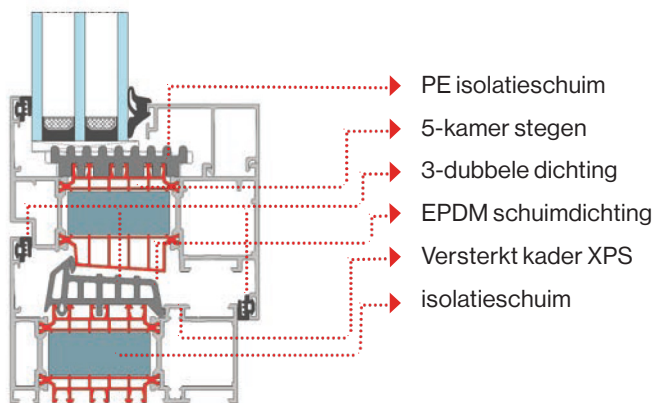 PE isolatieschuim
5-kamer stegen
3-dubbele dichting
EPDM schuimdichting
Versterkt kader XPS
isolatieschuim